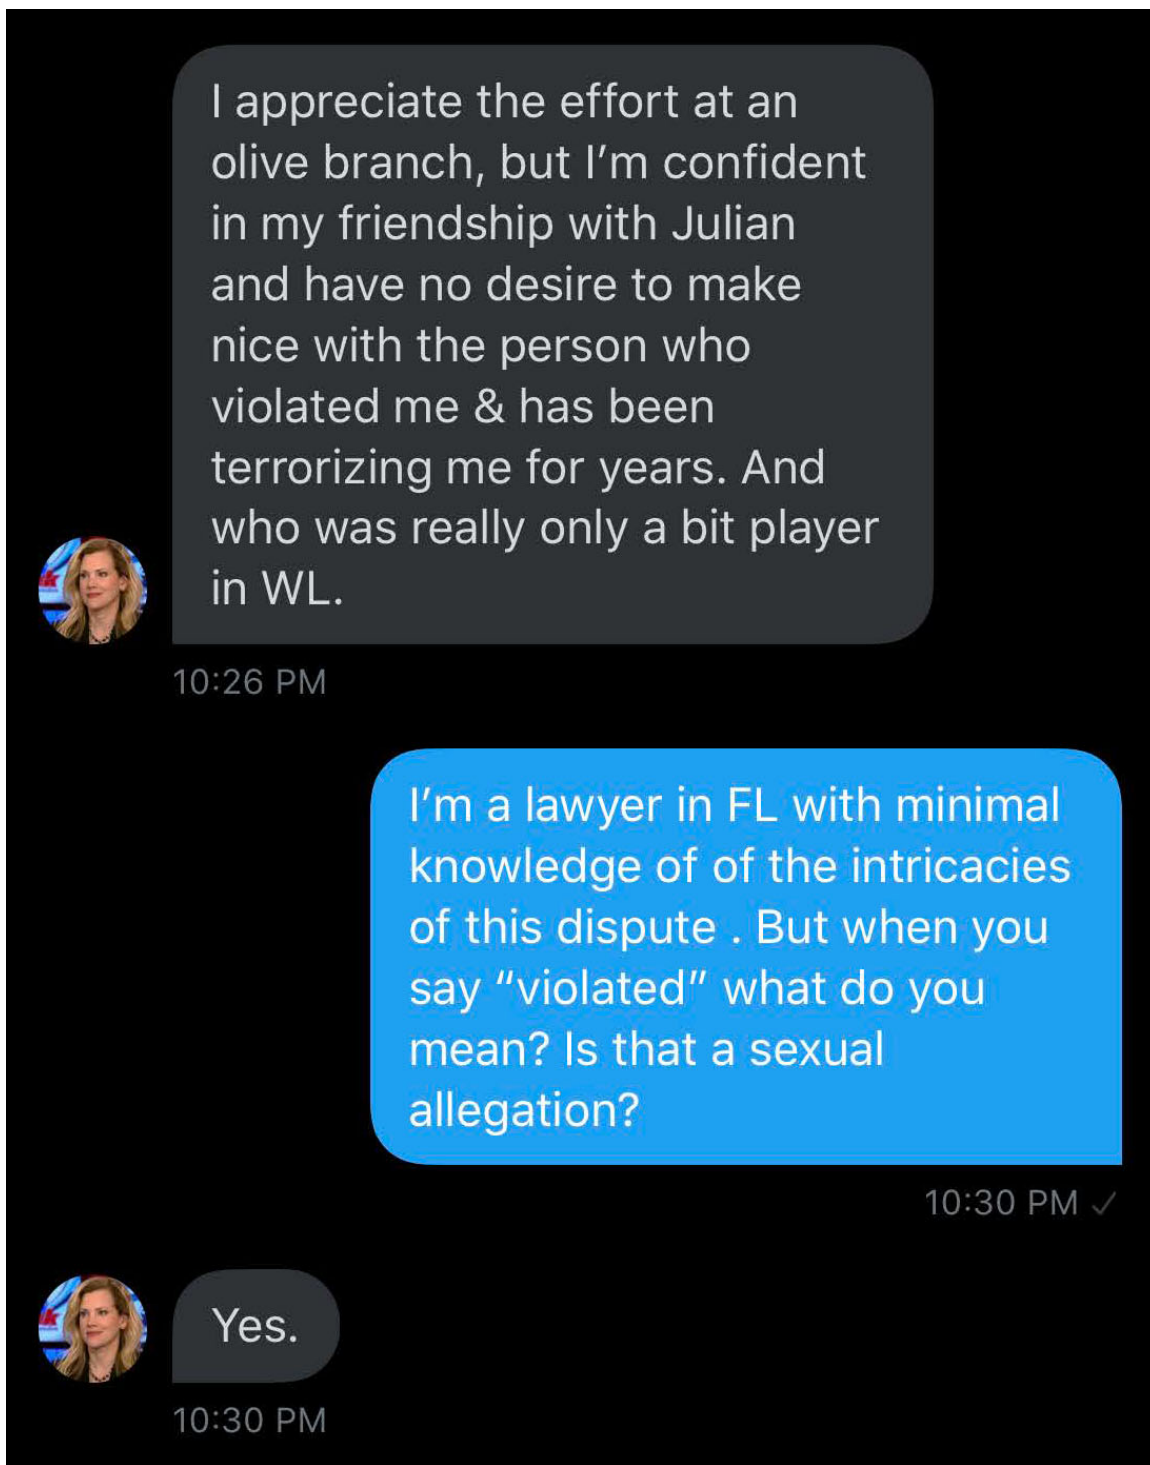 I appreciate the effort at an
olive branch, but I’m confident
in my friendship with Julian
and have no desire to make
nice with the person who
violated me & has been
terrorizing me for years. And
who was really only a bit player
in WL.
10:26 PM
I’m a lawyer in FL with minimal
knowledge of of the intricacies
of this dispute . But when you
say “violated” what do you
mean? Is that a sexual
allegation?
10:30 PM ✓
Yes.
10:30 PM